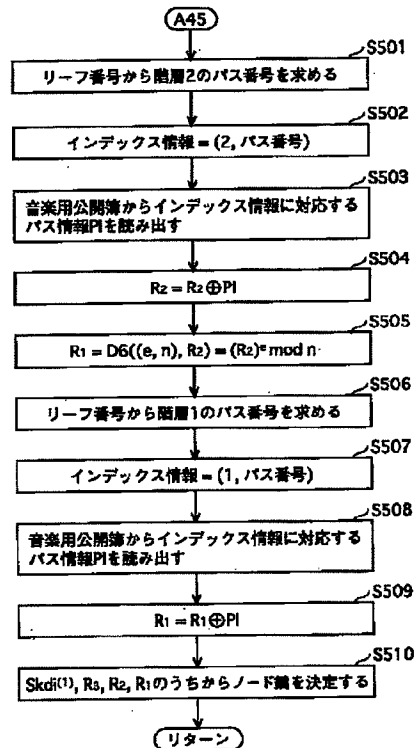 A45
S501
リーフ番号から階層2のパス番号を求める
S502
インデックス情報=(2, パス番号)
S503
音楽用公開簿からインデックス情報に対応する
パス情報PIを読み出す
S504
R2=R2⊕PI
S505
R1=D6((e, n), R2)=(R2)^e mod n
S506
リーフ番号から階層1のパス番号を求める
S507
インデックス情報=(1, パス番号)
S508
音楽用公開簿からインデックス情報に対応する
パス情報PIを読み出す
S509
R1=R1⊕PI
S510
Skdi(1), R3, R2, R1のうちからノード鍵を決定する
リターン